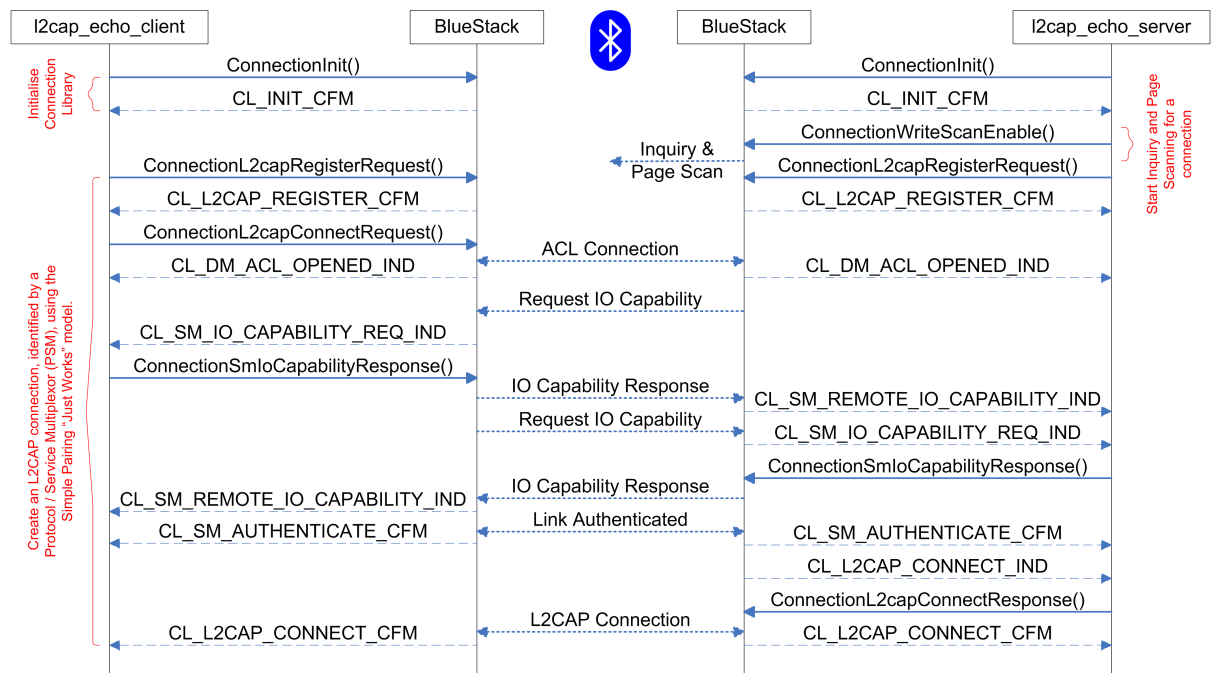 l2cap_echo_client
BlueStack
BlueStack
l2cap_echo_server
Initialise
Connection
Library
ConnectionInit()
ConnectionInit()
CL_INIT_CFM
CL_INIT_CFM
Start Inquiry and Page
Scanning for a
connection
ConnectionWriteScanEnable()
Inquiry &
Page Scan
ConnectionL2capRegisterRequest()
ConnectionL2capRegisterRequest()
CL_L2CAP_REGISTER_CFM
CL_L2CAP_REGISTER_CFM
Create an L2CAP connection, identified by a
Protocol / Service Multiplexor (PSM), using the
Simple Pairing “Just Works” model.
ConnectionL2capConnectRequest()
ACL Connection
CL_DM_ACL_OPENED_IND
CL_DM_ACL_OPENED_IND
Request IO Capability
CL_SM_IO_CAPABILITY_REQ_IND
ConnectionSmIoCapabilityResponse()
IO Capability Response
CL_SM_REMOTE_IO_CAPABILITY_IND
Request IO Capability
CL_SM_IO_CAPABILITY_REQ_IND
ConnectionSmIoCapabilityResponse()
IO Capability Response
CL_SM_REMOTE_IO_CAPABILITY_IND
Link Authenticated
CL_SM_AUTHENTICATE_CFM
CL_SM_AUTHENTICATE_CFM
CL_L2CAP_CONNECT_IND
ConnectionL2capConnectResponse()
L2CAP Connection
CL_L2CAP_CONNECT_CFM
CL_L2CAP_CONNECT_CFM